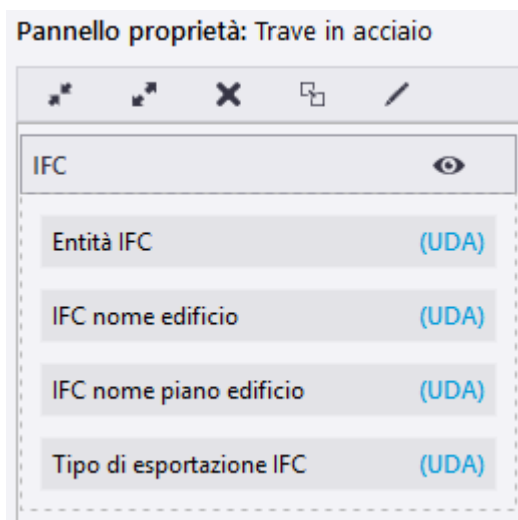 Pannello proprietà: Trave in acciaio
IFC
Entità IFC (UDA)
IFC nome edificio (UDA)
IFC nome piano edificio (UDA)
Tipo di esportazione IFC (UDA)